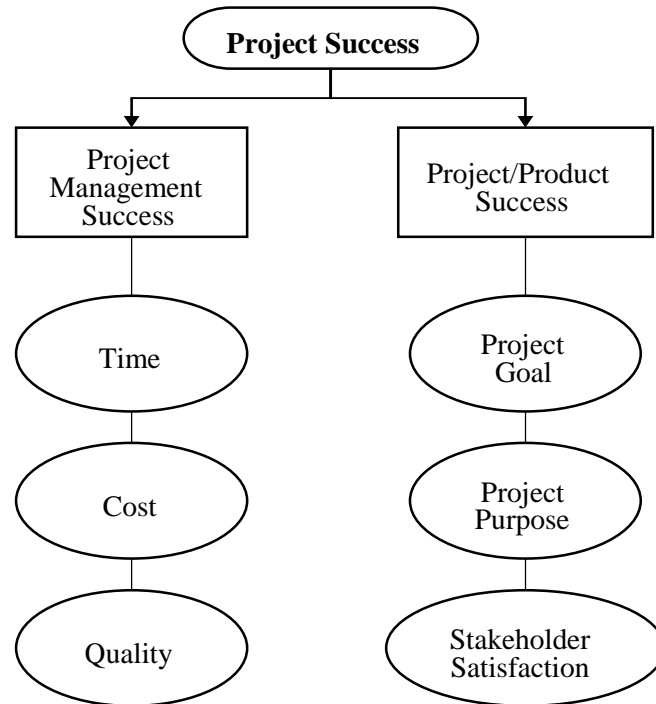 Project Success
Project
Management
Success
Project/Product
Success
Time
Project
Goal
Cost
Project
Purpose
Quality
Stakeholder
Satisfaction